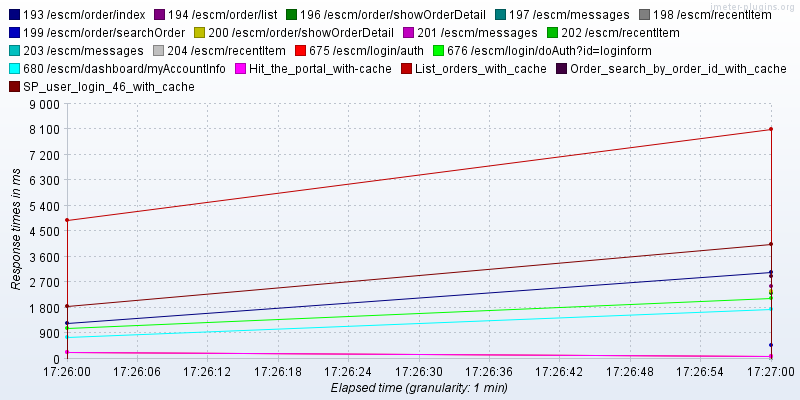 jmeter-plugins.org
193 /escm/order/index 194 /escm/order/list 196 /escm/order/showOrderDetail 197 /escm/messages 198 /escm/recentItem
199 /escm/order/searchOrder 200 /escm/order/showOrderDetail 201 /escm/messages 202 /escm/recentItem
203 /escm/messages 204 /escm/recentItem 675 /escm/login/auth 676 /escm/login/doAuth?id=loginform
680 /escm/dashboard/myAccountInfo Hit_the_portal_with-cache List_orders_with_cache Order_search_by_order_id_with_cache
SP_user_login_46_with_cache
9 000
8 100
7 200
6 300
5 400
4 500
3 600
2 700
1 800
900
0
Response times in ms
17:26:00 17:26:06 17:26:12 17:26:18 17:26:24 17:26:30 17:26:36 17:26:42 17:26:48 17:26:54 17:27:00
Elapsed time (granularity: 1 min)